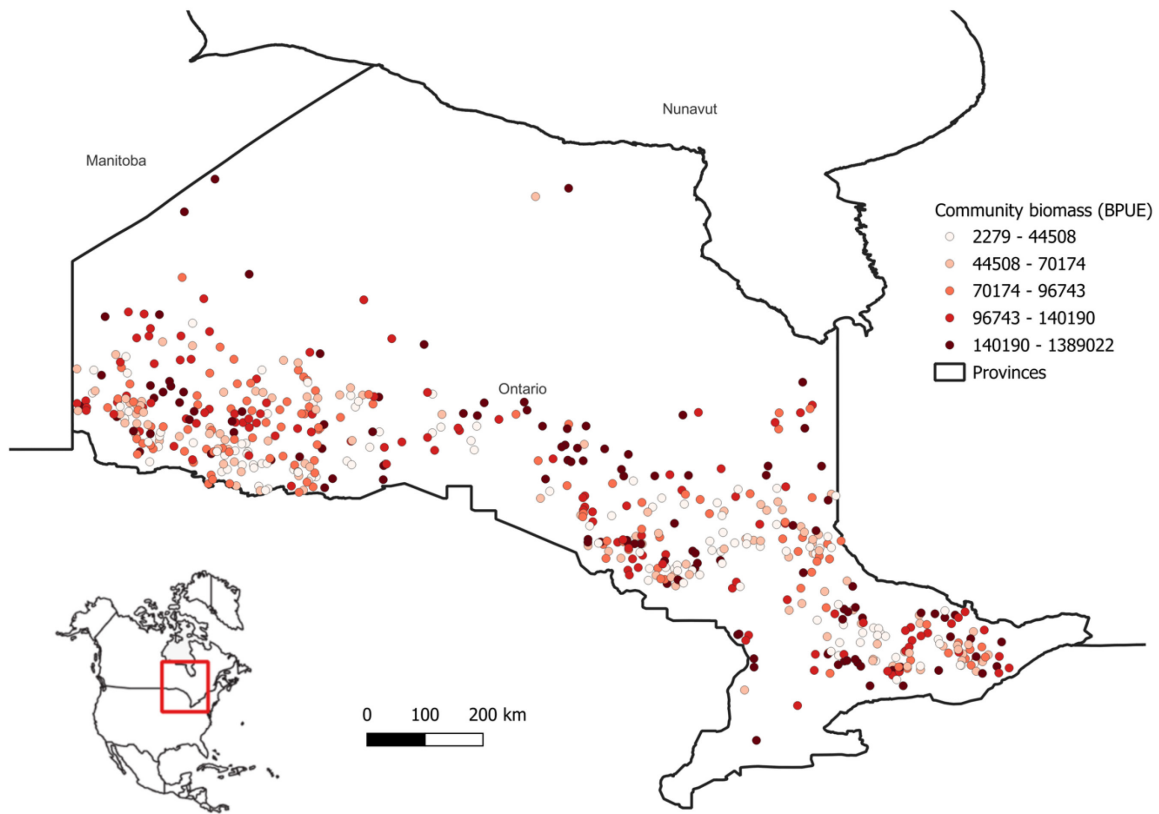 Nunavut
Manitoba
Community biomass (BPUE)
2279 - 44508
44508 - 70174
70174 - 96743
96743 - 140190
140190 - 1389022
Provinces
Ontario
0 100 200 km